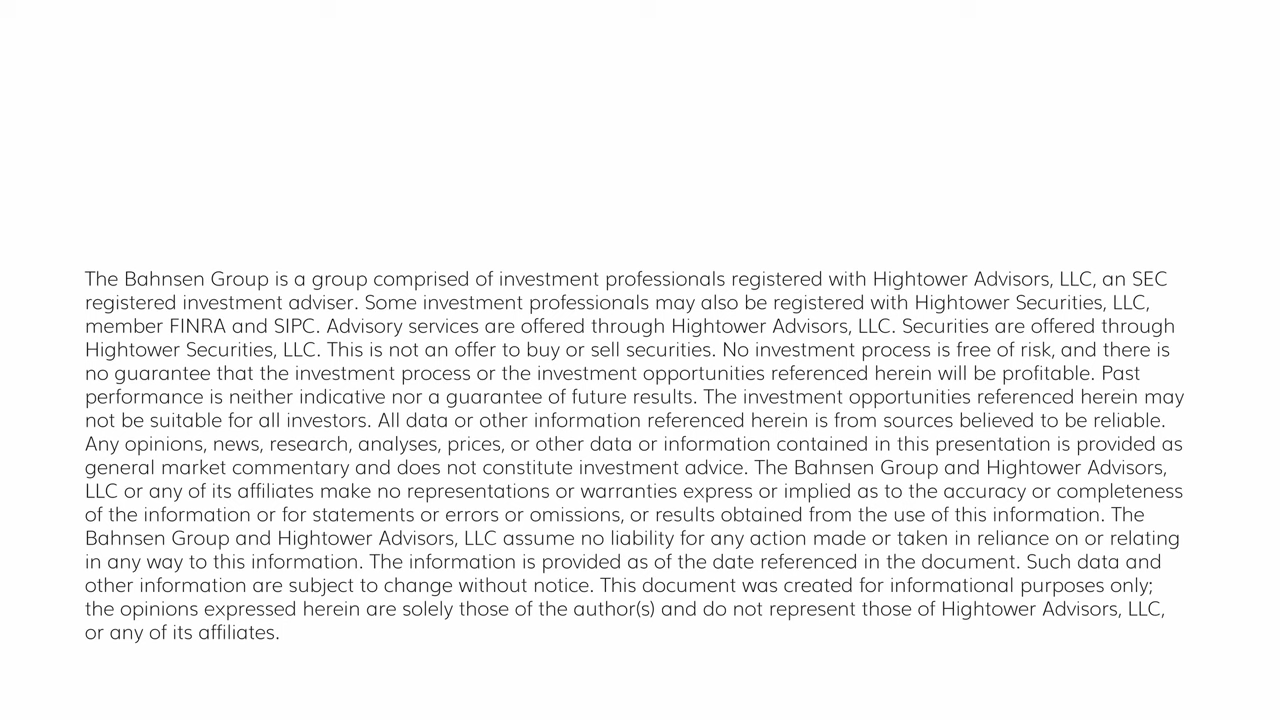 The Bahnsen Group is a group comprised of investment professionals registered with Hightower Advisors, LLC, an SEC
registered investment adviser. Some investment professionals may also be registered with Hightower Securities, LLC,
member FINRA and SIPC. Advisory services are offered through Hightower Advisors, LLC. Securities are offered through
Hightower Securities, LLC. This is not an offer to buy or sell securities. No investment process is free of risk, and there is
no guarantee that the investment process or the investment opportunities referenced herein will be profitable. Past
performance is neither indicative nor a guarantee of future results. The investment opportunities referenced herein may
not be suitable for all investors. All data or other information referenced herein is from sources believed to be reliable.
Any opinions, news, research, analyses, prices, or other data or information contained in this presentation is provided as
general market commentary and does not constitute investment advice. The Bahnsen Group and Hightower Advisors,
LLC or any of its affiliates make no representations or warranties express or implied as to the accuracy or completeness
of the information or for statements or errors or omissions, or results obtained from the use of this information. The
Bahnsen Group and Hightower Advisors, LLC assume no liability for any action made or taken in reliance on or relating
in any way to this information. The information is provided as of the date referenced in the document. Such data and
other information are subject to change without notice. This document was created for informational purposes only;
the opinions expressed herein are solely those of the author(s) and do not represent those of Hightower Advisors, LLC,
or any of its affiliates.